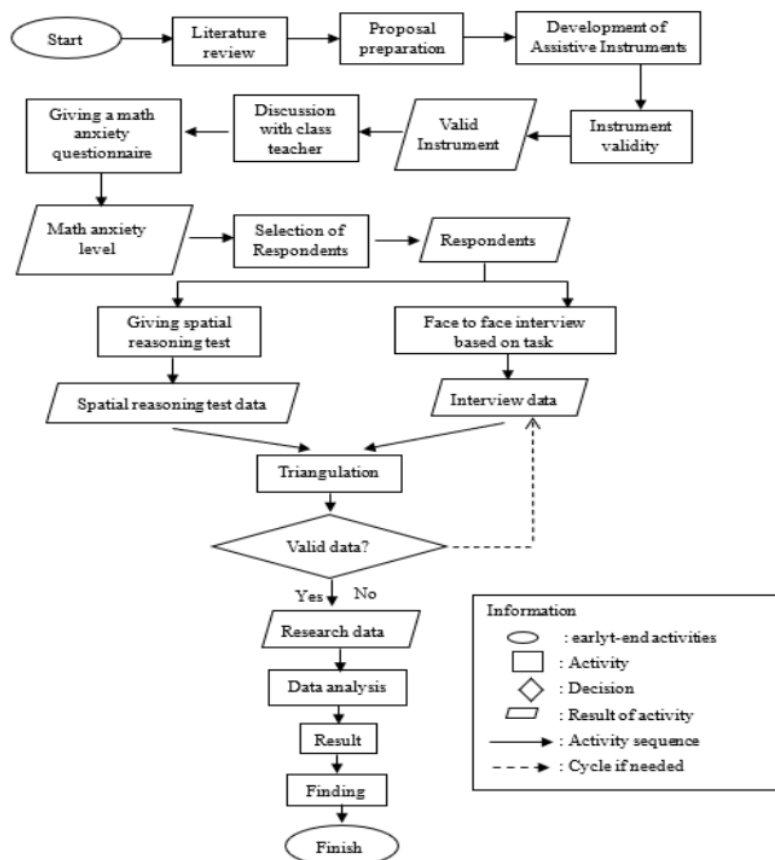 Start
Literature
review
Proposal
preparation
Development of
Assistive Instruments
Giving a math
anxiety
questionnaire
Discussion
with class
teacher
Valid
Instrument
Instrument
validity
Math anxiety
level
Selection of
Respondents
Respondents
Giving spatial
reasoning test
Face to face interview
based on task
Spatial reasoning test data
Interview data
Triangulation
Valid data?
Yes No
Research data
Data analysis
Result
Finding
Finish
Information
: earlyt-end activities
: Activity
: Decision
: Result of activity
: Activity sequence
: Cycle if needed